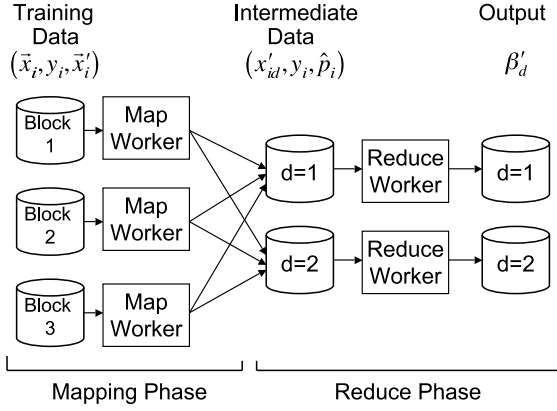 Training Data
(x⃗ᵢ, yᵢ, x⃗′ᵢ)
Intermediate Data
(x′ᵢd, yᵢ, p̂ᵢ)
Output
β′d
Block 1
Map Worker
Block 2
Map Worker
Block 3
Map Worker
d=1
Reduce Worker
d=1
d=2
Reduce Worker
d=2
Mapping Phase
Reduce Phase